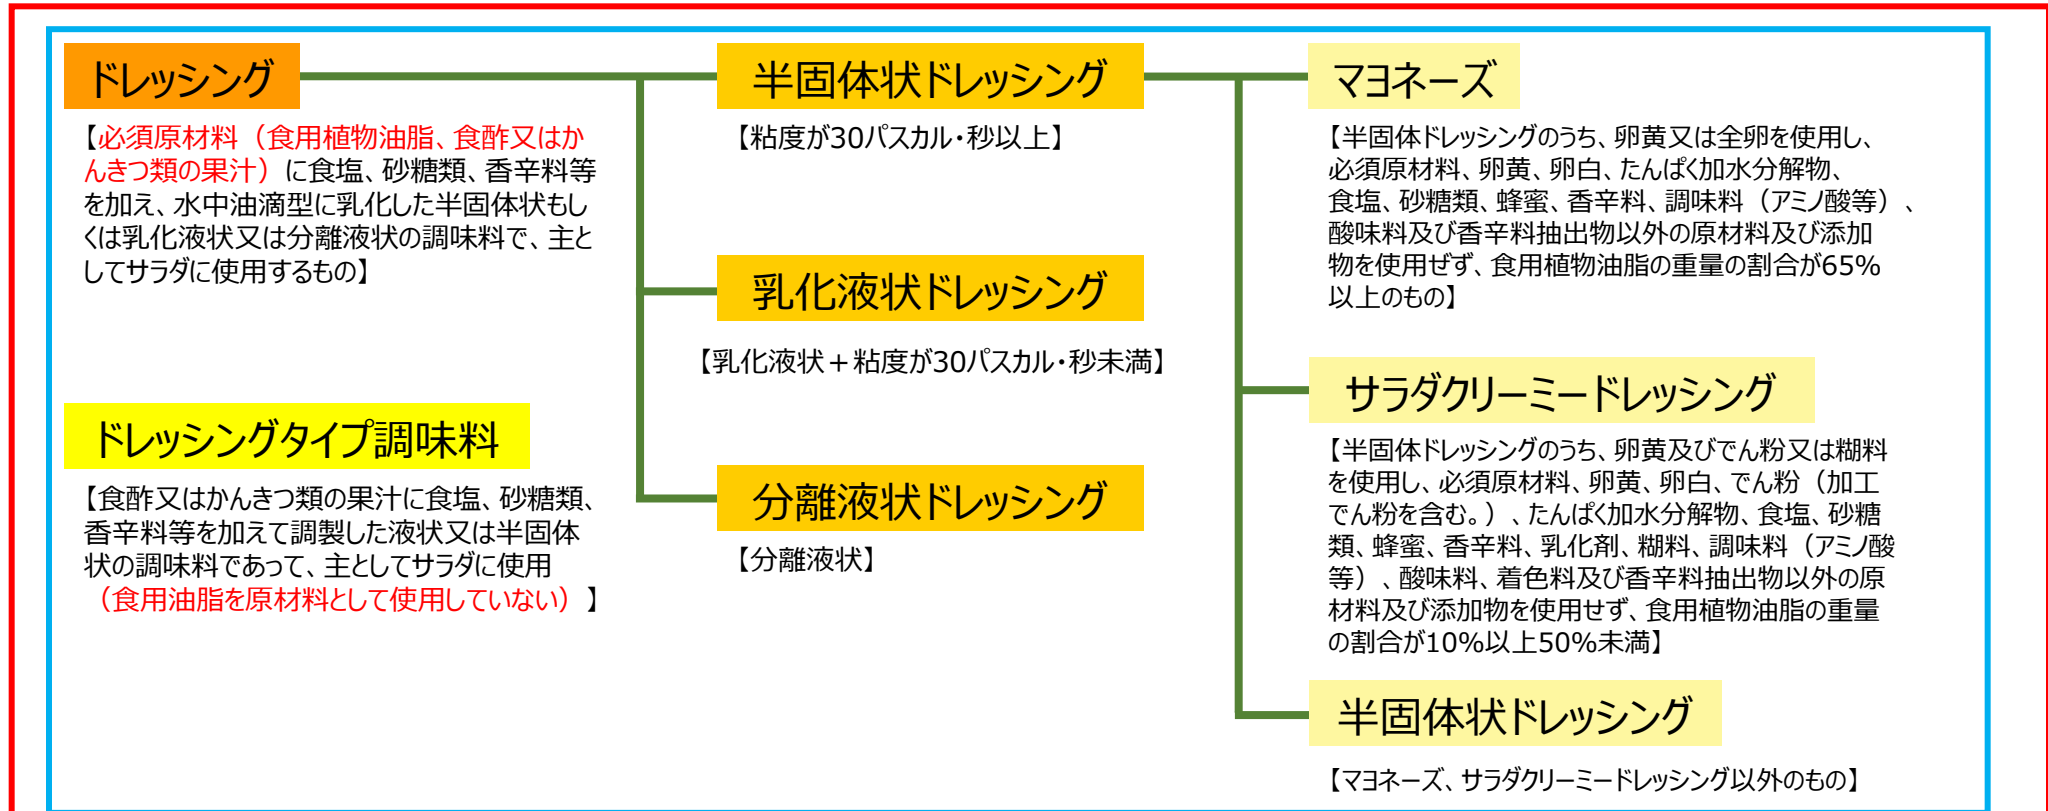 ドレッシング
【必須原材料（食用植物油脂、食酢又はか
んきつ類の果汁）に食塩、砂糖類、香辛料等
を加え、水中油滴型に乳化した半固体状もし
くは乳化液状又は分離液状の調味料で、主と
してサラダに使用するもの】
ドレッシングタイプ調味料
【食酢又はかんきつ類の果汁に食塩、砂糖類、
香辛料等を加えて調製した液状又は半固体
状の調味料であって、主としてサラダに使用
（食用油脂を原材料として使用していない）】
半固体状ドレッシング
【粘度が30パスカル・秒以上】
乳化液状ドレッシング
【乳化液状＋粘度が30パスカル・秒未満】
分離液状ドレッシング
【分離液状】
マヨネーズ
【半固体ドレッシングのうち、卵黄又は全卵を使用し、
必須原材料、卵黄、卵白、たんぱく加水分解物、
食塩、砂糖類、蜂蜜、香辛料、調味料（アミノ酸等）、
酸味料及び香辛料抽出物以外の原材料及び添加
物を使用ぜず、食用植物油脂の重量の割合が65%
以上のもの】
サラダクリーミードレッシング
【半固体ドレッシングのうち、卵黄及びでん粉又は糊料
を使用し、必須原材料、卵黄、卵白、でん粉（加工
でん粉を含む。）、たんぱく加水分解物、食塩、砂糖
類、蜂蜜、香辛料、乳化剤、糊料、調味料（アミノ酸
等）、酸味料、着色料及び香辛料抽出物以外の原
材料及び添加物を使用せず、食用植物油脂の重量
の割合が10%以上50%未満】
半固体状ドレッシング
【マヨネーズ、サラダクリーミードレッシング以外のもの】